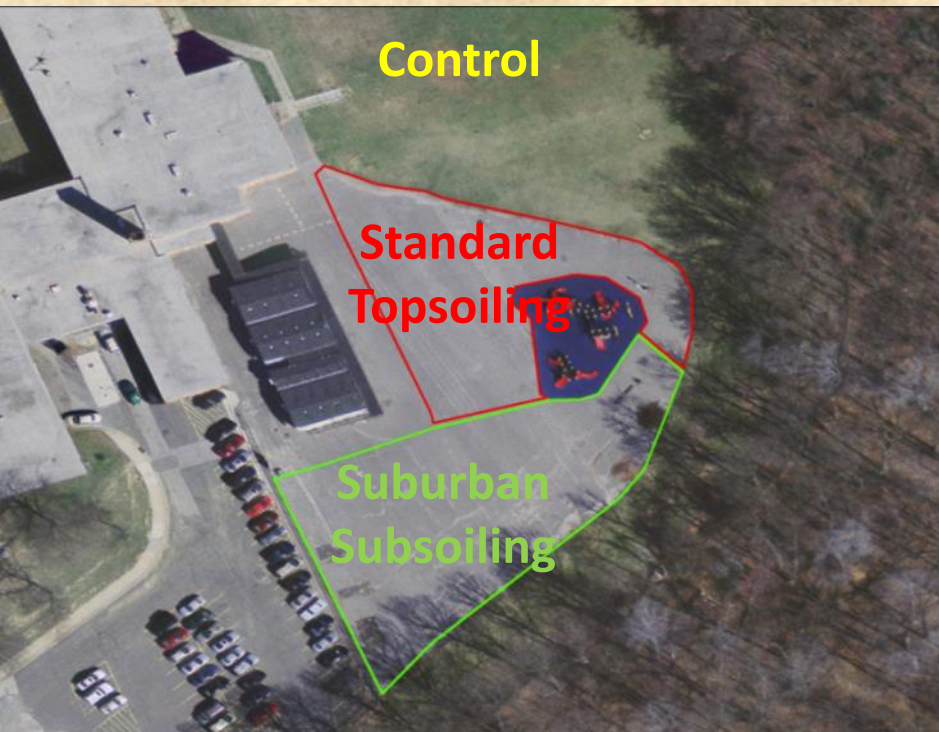 Control
Standard
Topsoiling
Suburban
Subsoiling